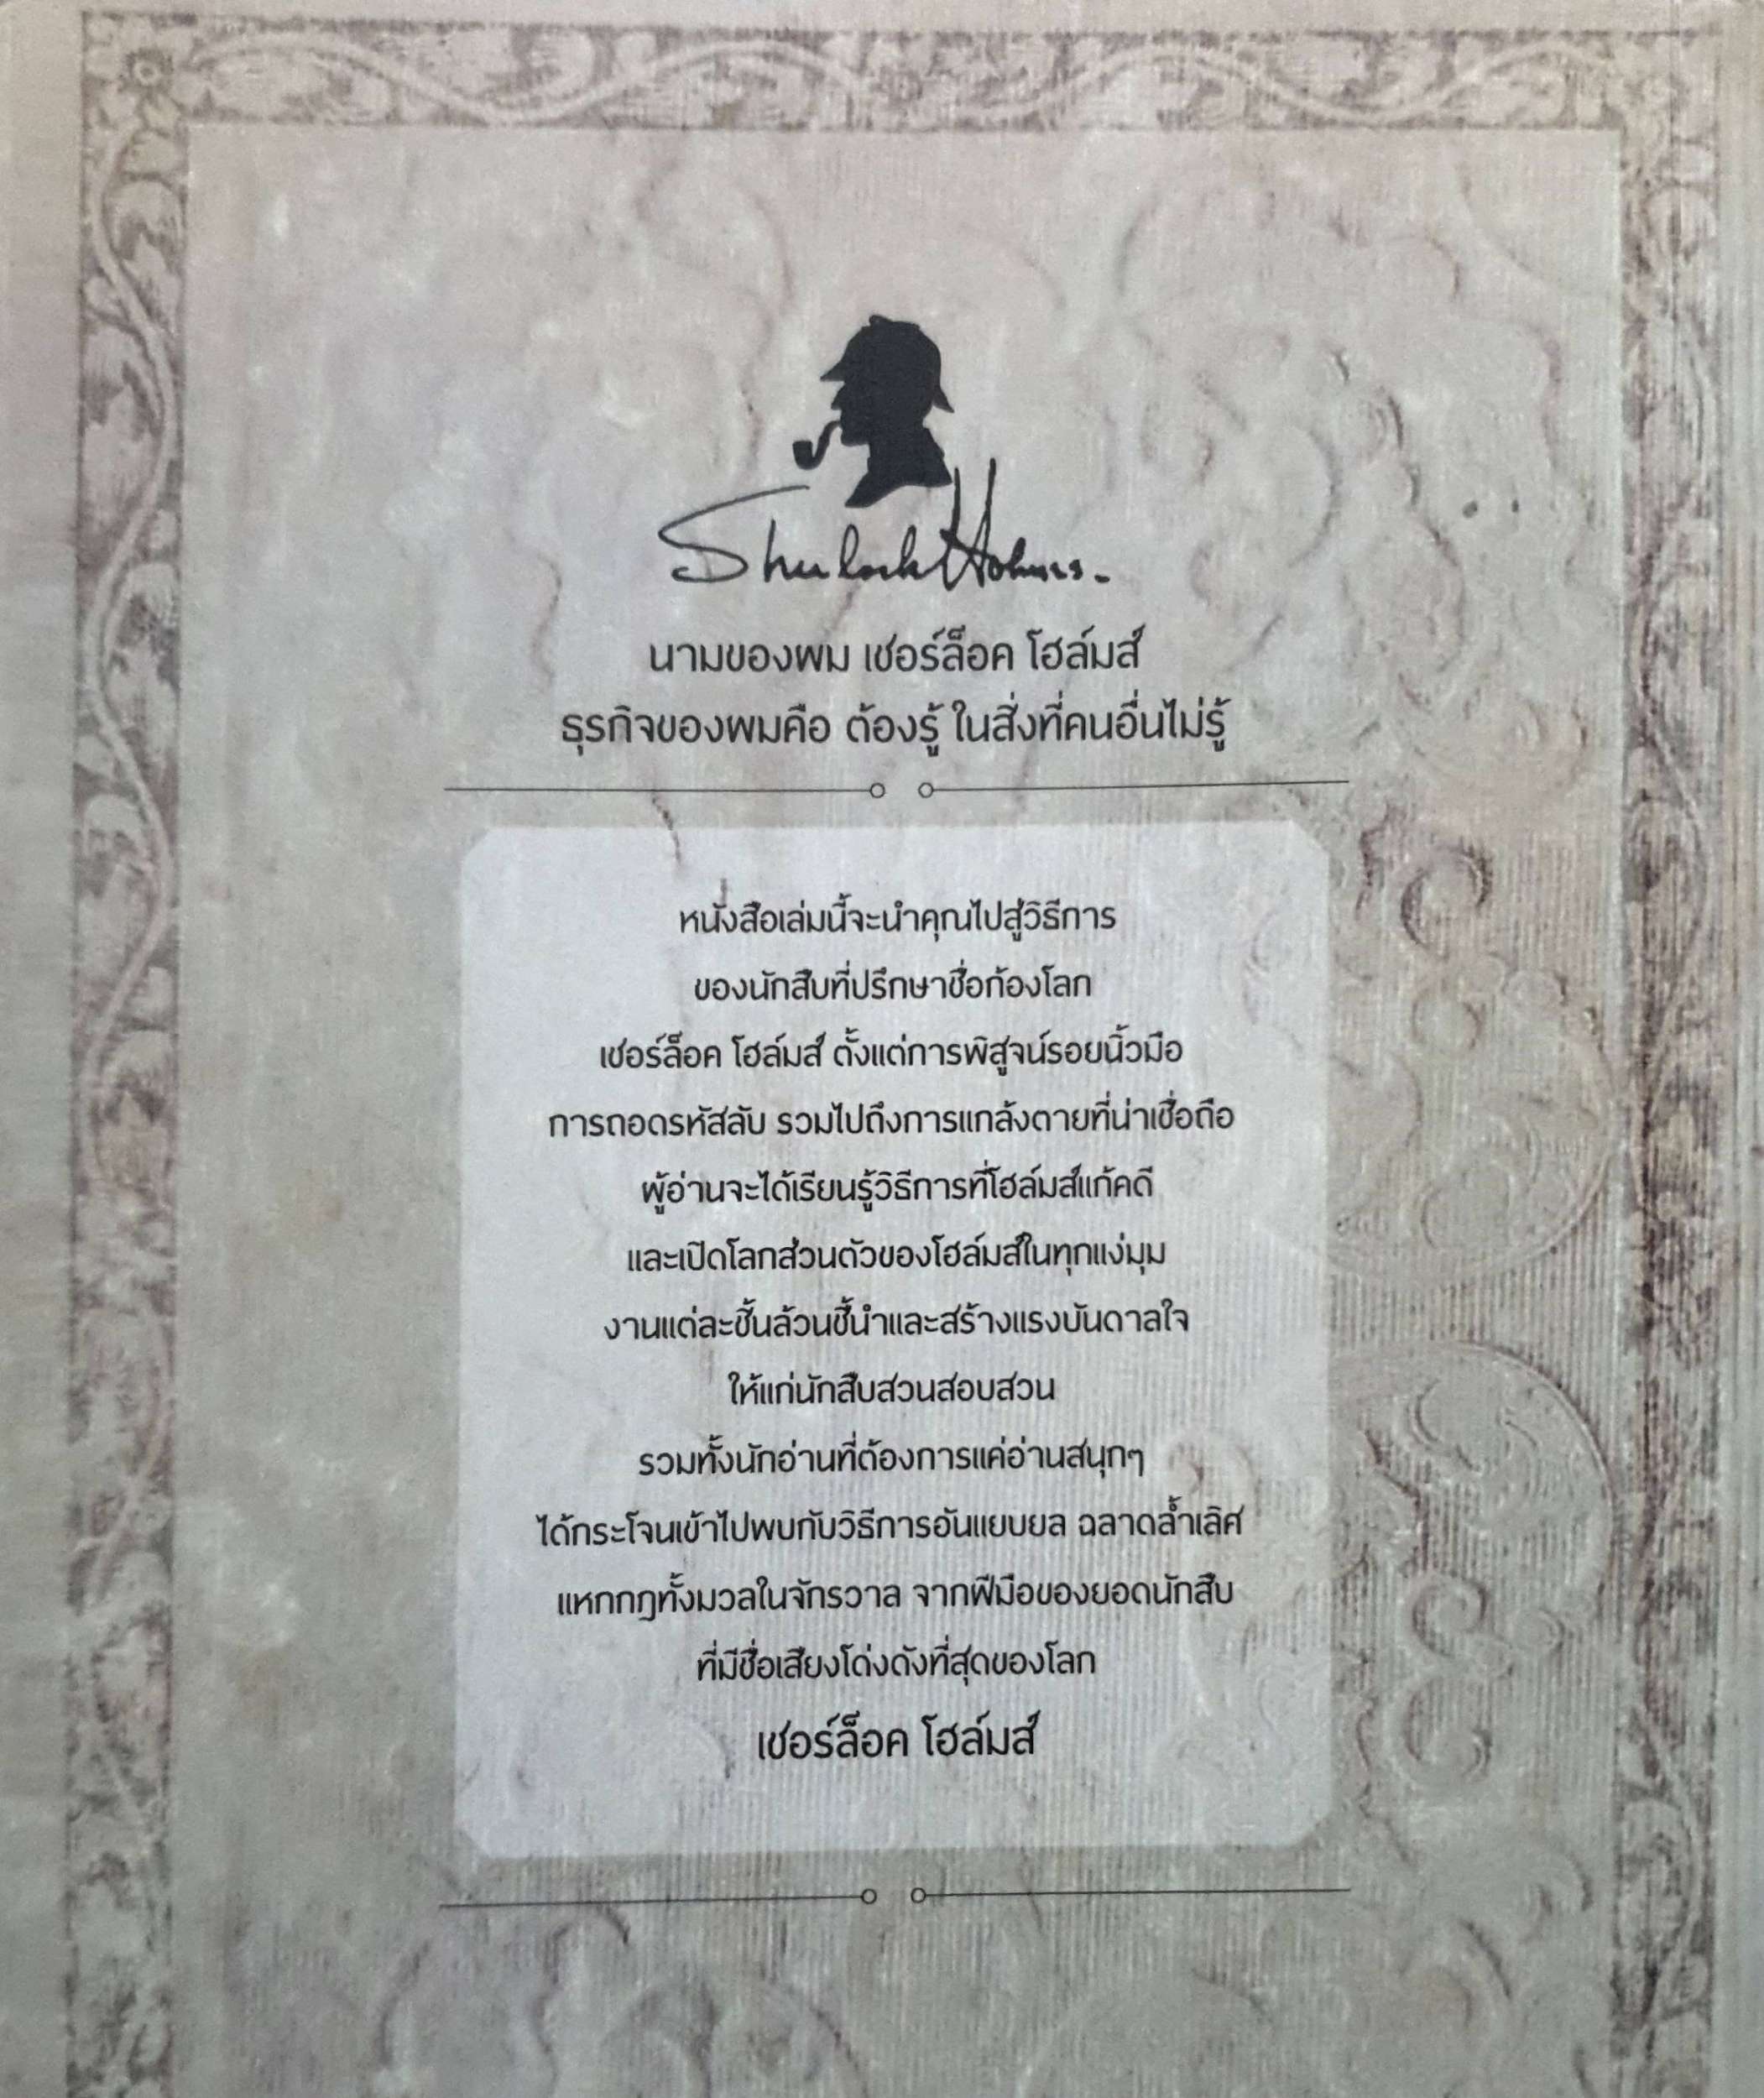 Sherlock Holmes.
นามของผม เชอร์ล็อค โฮล์มส์
ธุรกิจของผมคือ ต้องรู้ ในสิ่งที่คนอื่นไม่รู้
หนังสือเล่มนี้จะนำคุณไปสู่วิธีการ
ของนักสืบที่ปรึกษาชื่อก้องโลก
เชอร์ล็อค โฮล์มส์ ตั้งแต่การพิสูจน์รอยนิ้วมือ
การถอดรหัสลับ รวมไปถึงการแกล้งตายที่น่าเชื่อถือ
ผู้อ่านจะได้เรียนรู้วิธีการที่โฮล์มส์แก้คดี
และเปิดโลกส่วนตัวของโฮล์มส์ในทุกแง่มุม
งานแต่ละชิ้นล้วนชี้นำและสร้างแรงบันดาลใจ
ให้แก่นักสืบสวนสอบสวน
รวมทั้งนักอ่านที่ต้องการแค่อ่านสนุกๆ
ได้กระโจนเข้าไปพบกับวิธีการอันแยบยล ฉลาดล้ำเลิศ
แหกกฎทั้งมวลในจักรวาล จากฝีมือของยอดนักสืบ
ที่มีชื่อเสียงโด่งดังที่สุดของโลก
เชอร์ล็อค โฮล์มส์